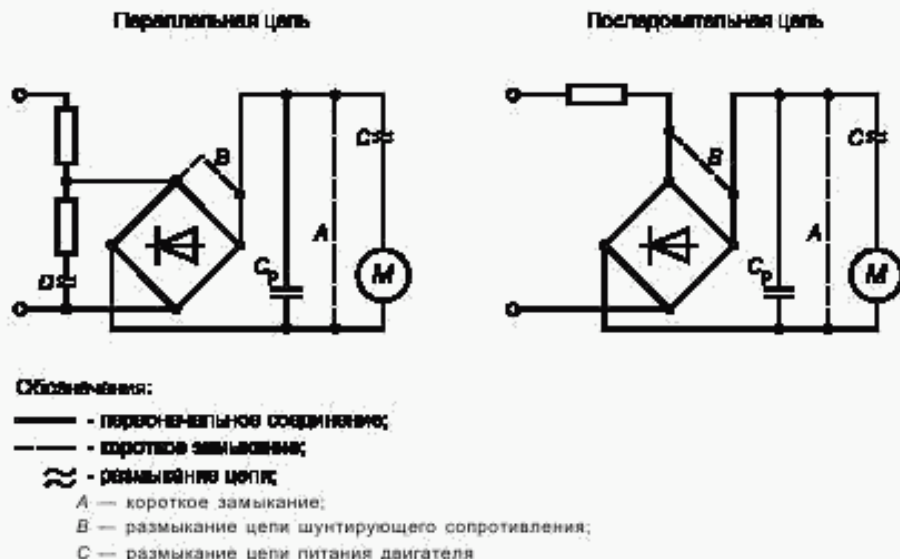 Параллельная цепь
Последовательная цепь
B
C
A
D
Cp
M
B
C
A
Cp
M
Обозначения:
- первоначальное соединение;
- короткое замыкание;
- размыкание цепи;
A — короткое замыкание;
B — размыкание цепи шунтирующего сопротивления;
C — размыкание цепи питания двигателя